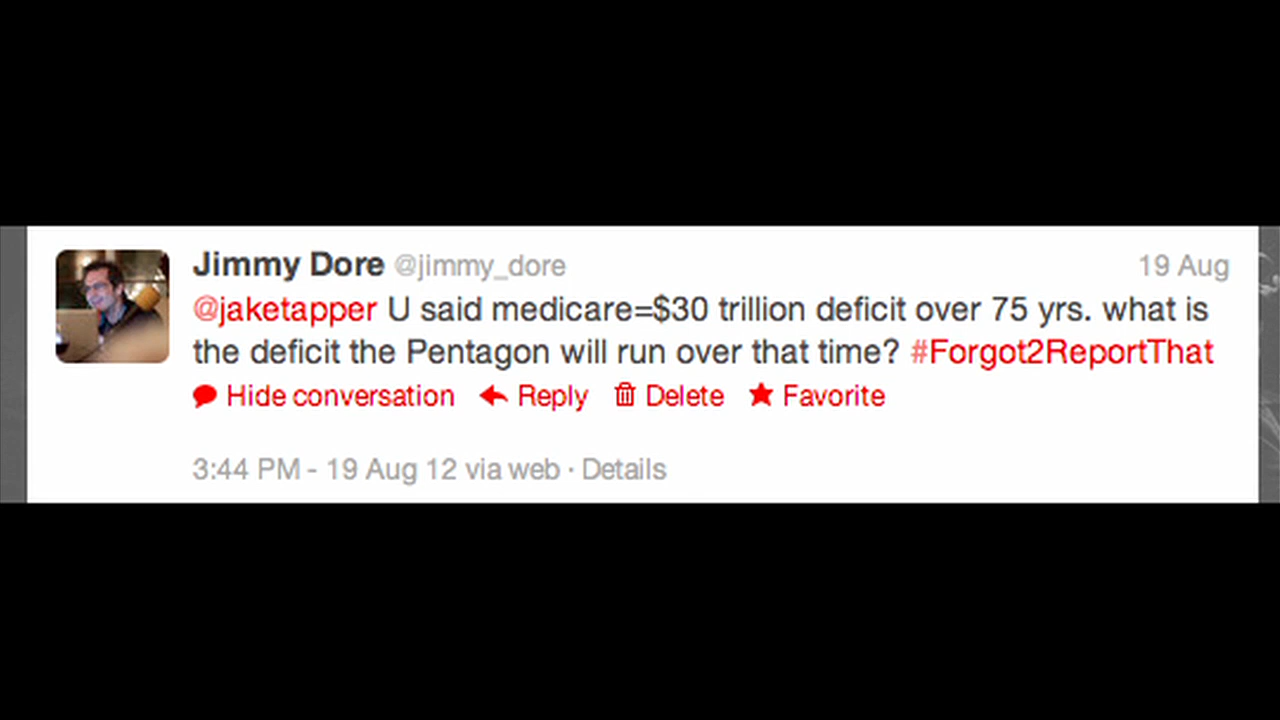 Jimmy Dore @jimmy_dore 19 Aug
@jaketapper U said medicare=$30 trillion deficit over 75 yrs. what is
the deficit the Pentagon will run over that time? #Forgot2ReportThat
Hide conversation Reply Delete Favorite
3:44 PM - 19 Aug 12 via web · Details